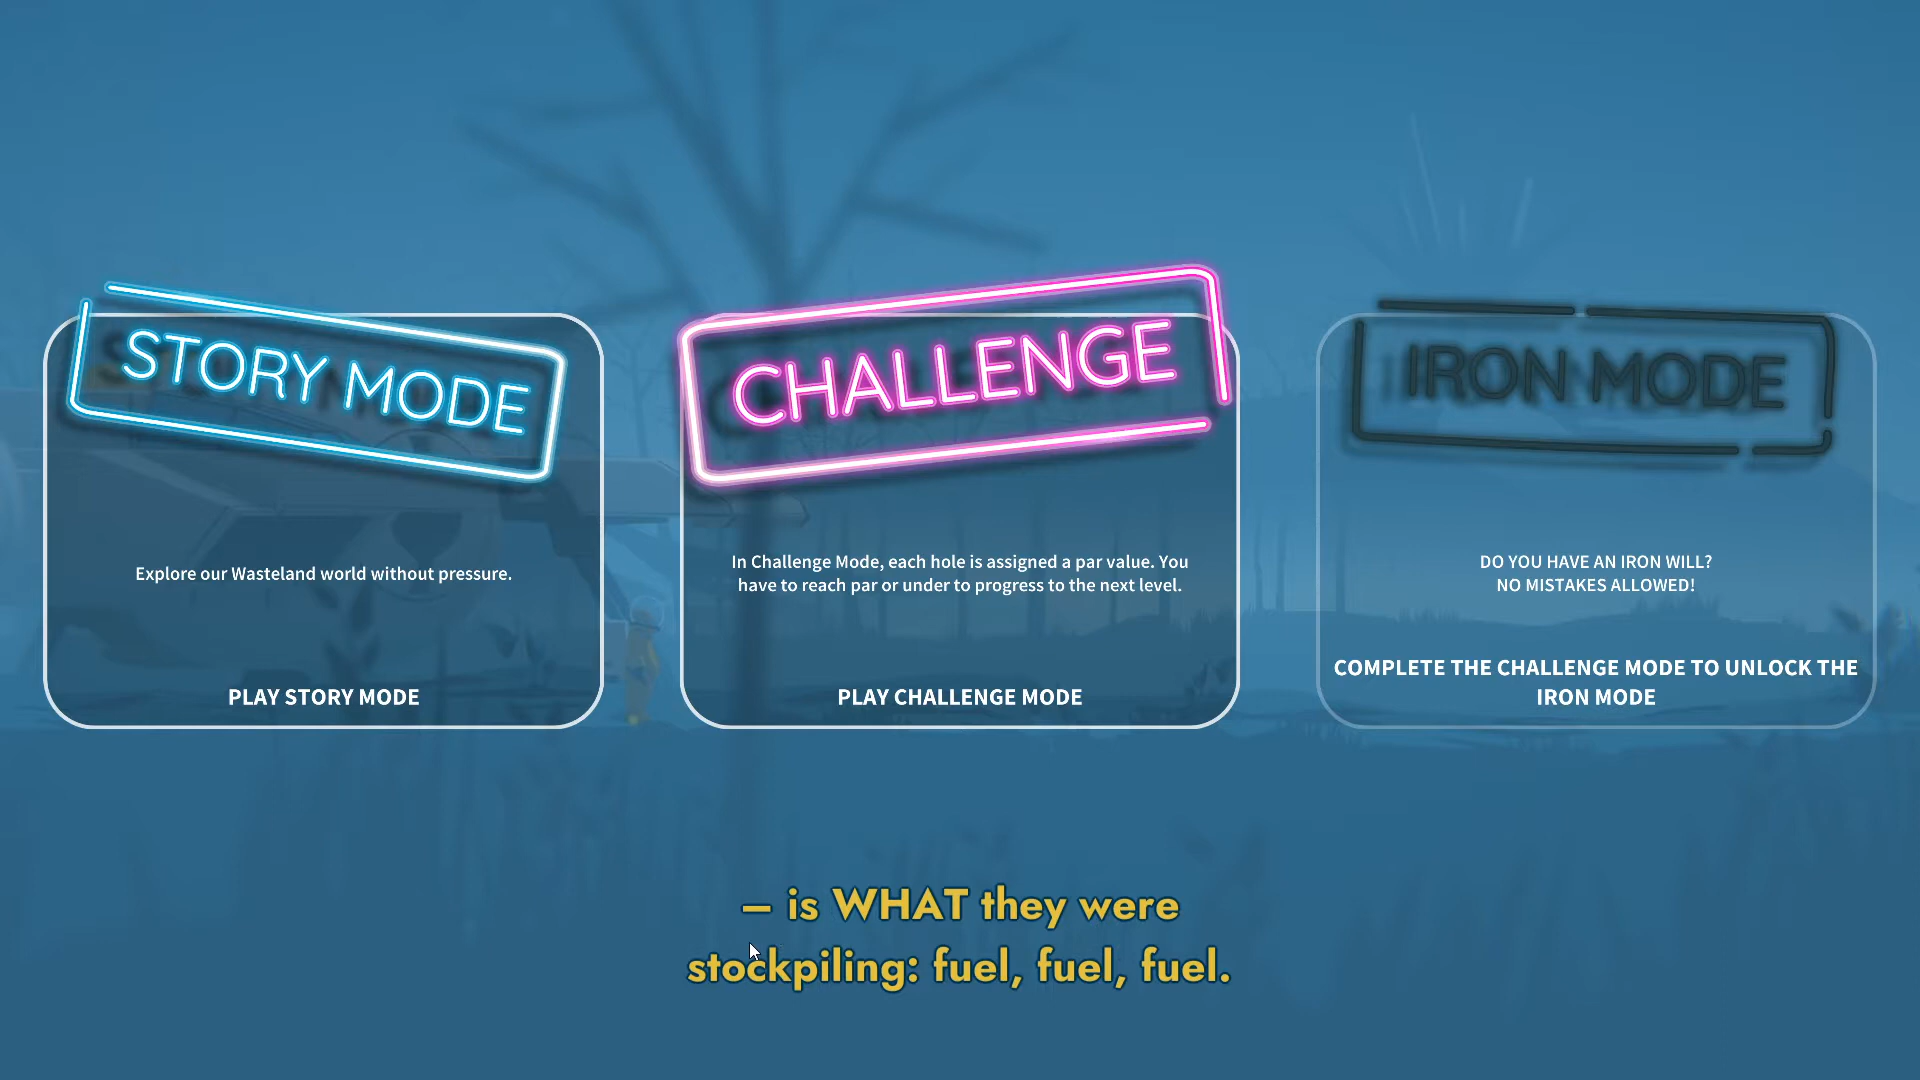 STORY MODE
Explore our Wasteland world without pressure.
PLAY STORY MODE
CHALLENGE
In Challenge Mode, each hole is assigned a par value. You
have to reach par or under to progress to the next level.
PLAY CHALLENGE MODE
IRON MODE
DO YOU HAVE AN IRON WILL?
NO MISTAKES ALLOWED!
COMPLETE THE CHALLENGE MODE TO UNLOCK THE
IRON MODE
– is WHAT they were
stockpiling: fuel, fuel, fuel.